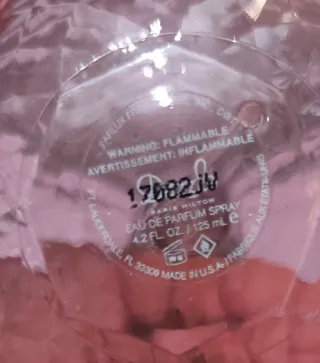 WARNING: FLAMMABLE
AVERTISSEMENT: INFLAMMABLE
17082JW
PARIS HILTON
EAU DE PARFUM SPRAY
4.2 FL. OZ. / 125 mL e
FT. LAUDERDALE, FL 33309 MADE IN U.S.A. / FABRIQUÉ AUX ÉTATS-UNIS